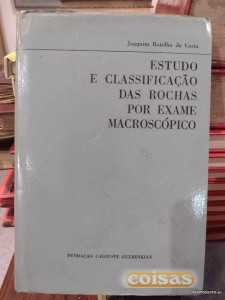 Joaquim Botelho da Costa
ESTUDO
E CLASSIFICAÇÃO
DAS ROCHAS
POR EXAME
MACROSCÓPICO
FUNDAÇÃO CALOUSTE GULBENKIAN
coisas